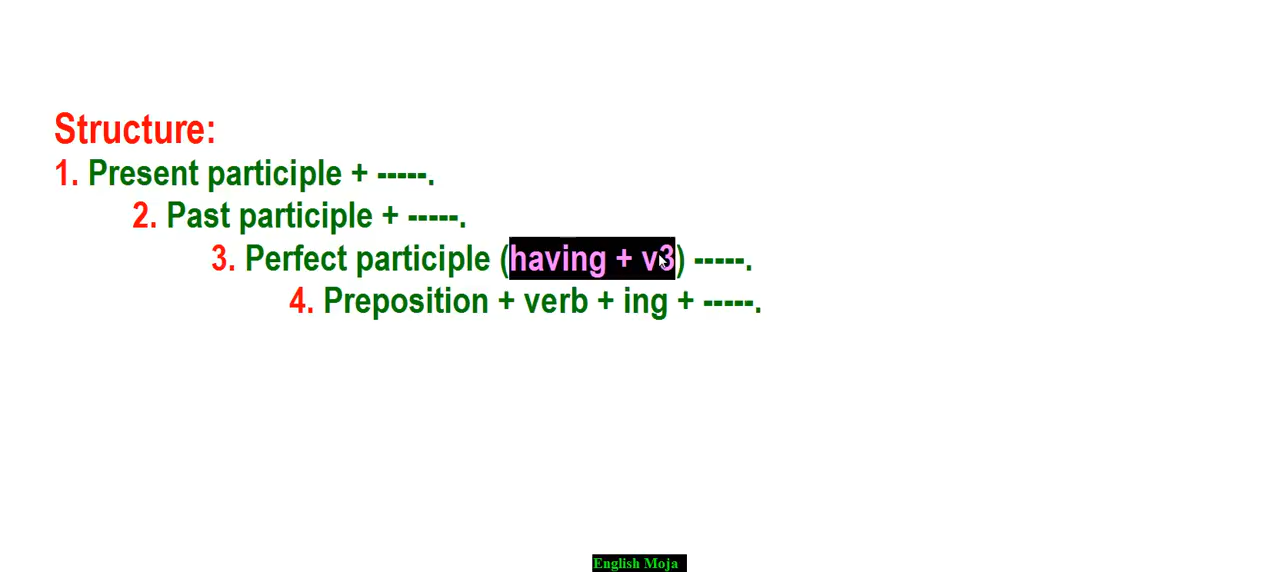 Structure:
1. Present participle + -----.
2. Past participle + -----.
3. Perfect participle (having + v3) -----.
4. Preposition + verb + ing + -----.
English Moja